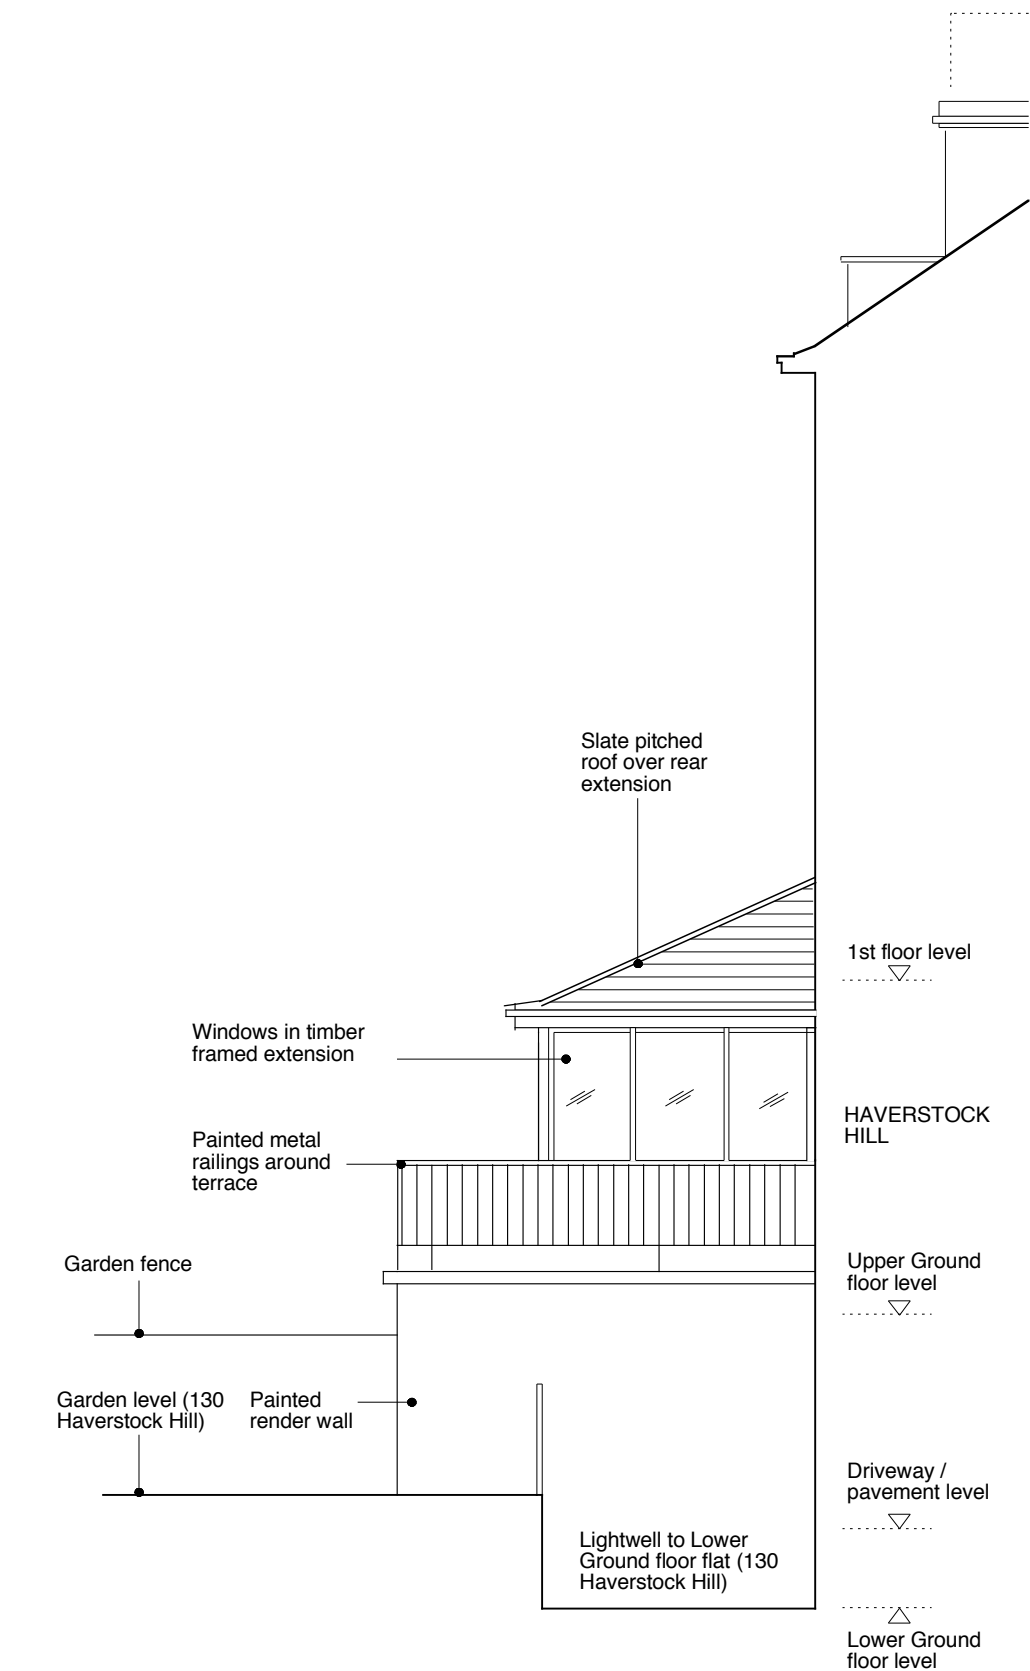 Slate pitched
roof over rear
extension
1st floor level
Windows in timber
framed extension
HAVERSTOCK
HILL
Painted metal
railings around
terrace
Garden fence
Upper Ground
floor level
Garden level (130
Haverstock Hill)
Painted
render wall
Driveway /
pavement level
Lightwell to Lower
Ground floor flat (130
Haverstock Hill)
Lower Ground
floor level